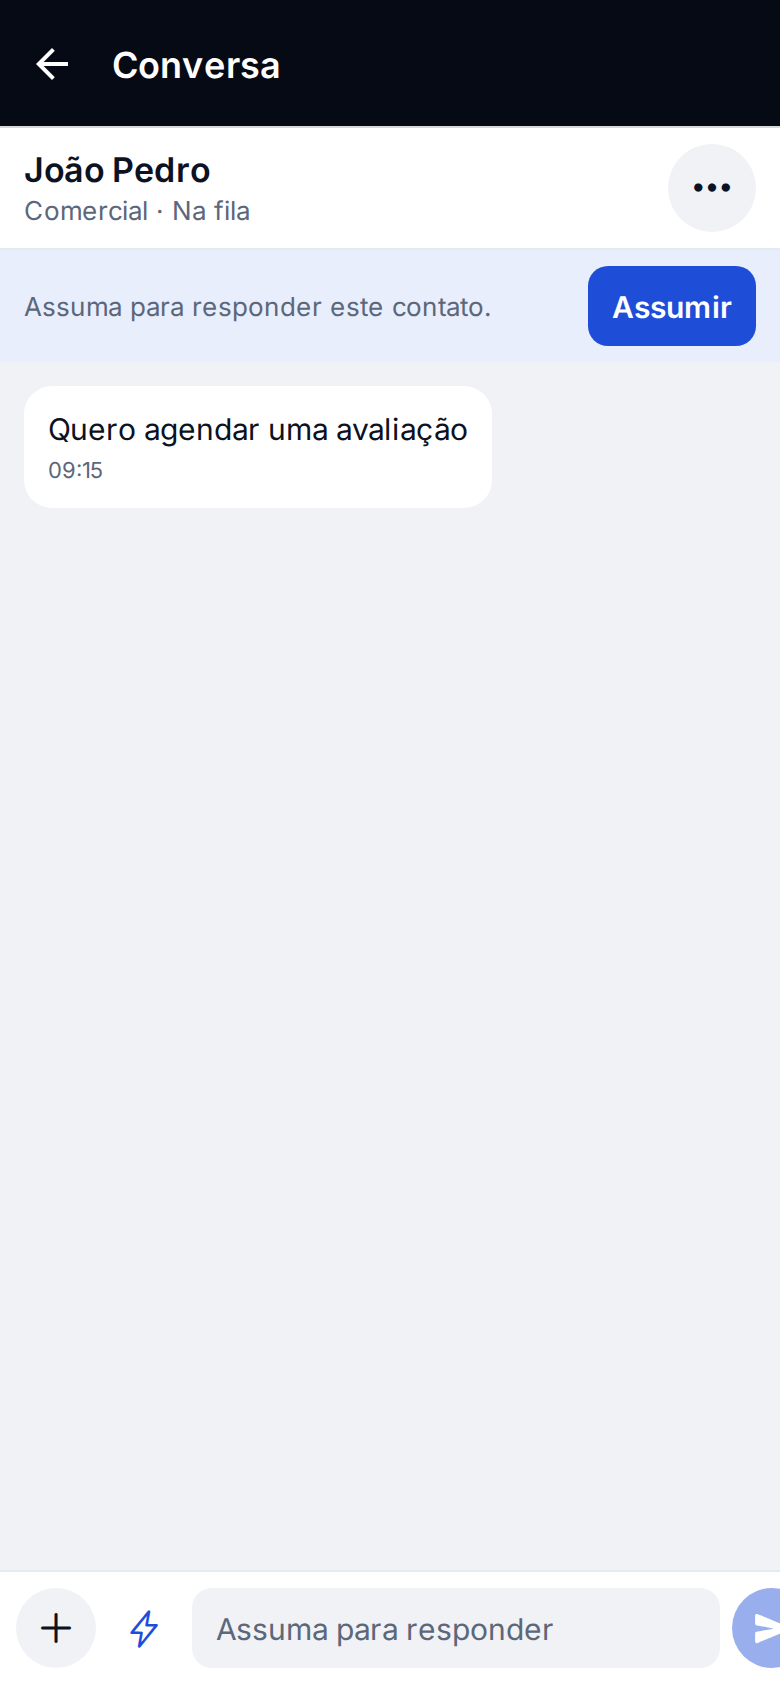 Conversa
João Pedro
Comercial · Na fila
Assuma para responder este contato.
Assumir
Quero agendar uma avaliação
09:15
Assuma para responder